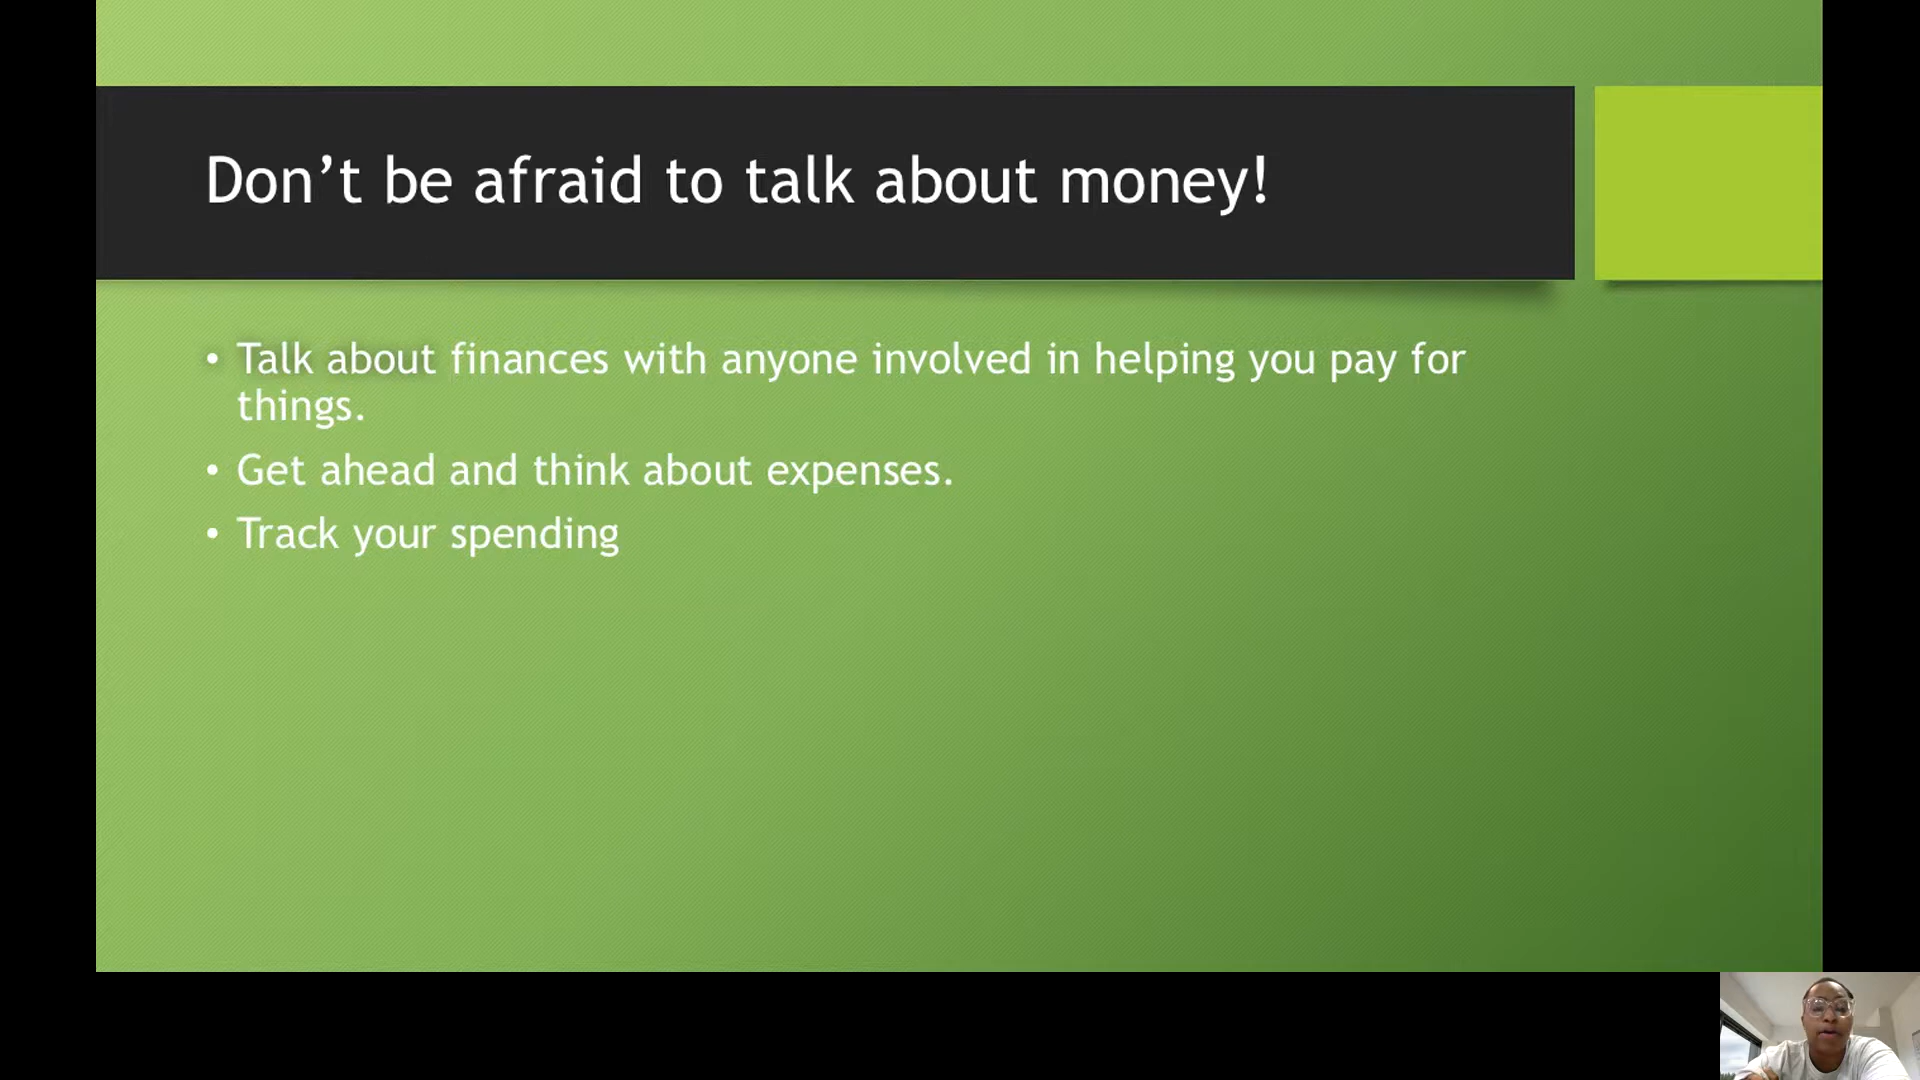 Don’t be afraid to talk about money!
• Talk about finances with anyone involved in helping you pay for
things.
• Get ahead and think about expenses.
• Track your spending